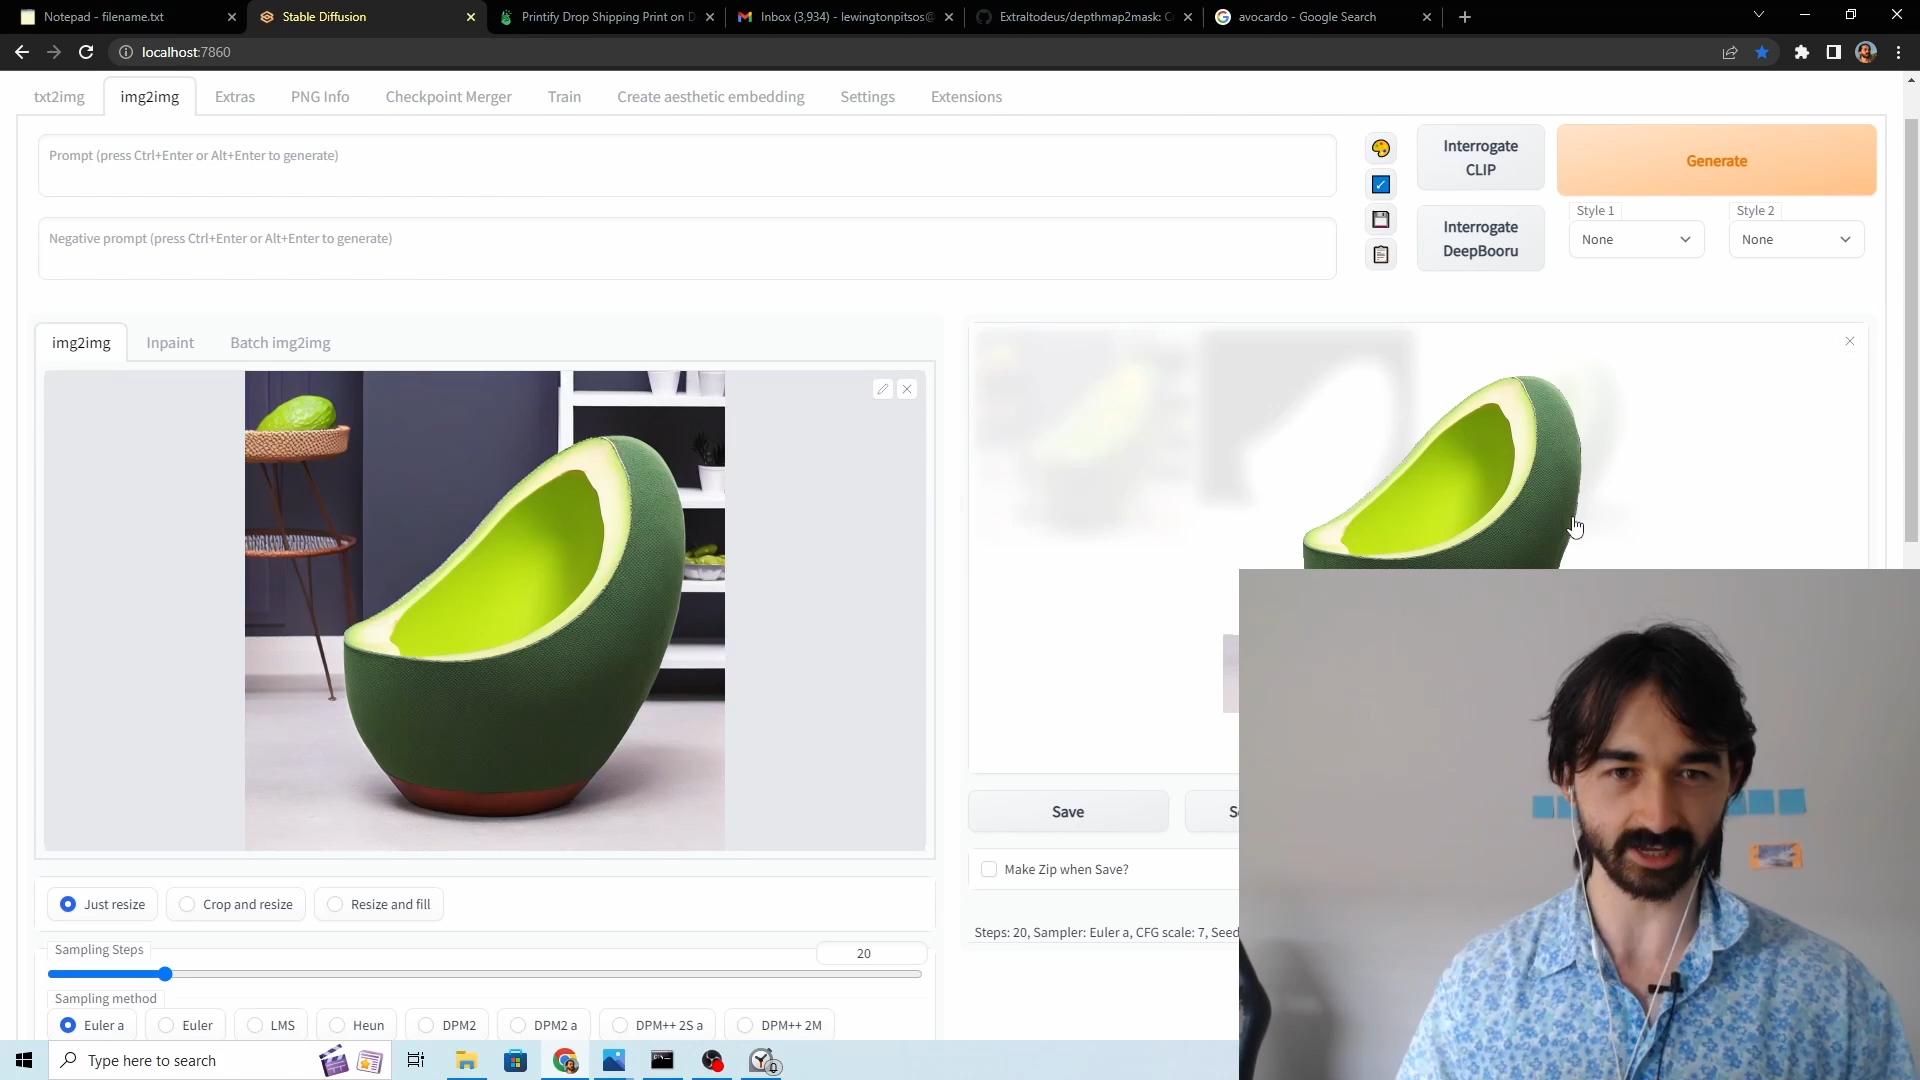 Notepad - filename.txt
Stable Diffusion
Printify Drop Shipping Print on D
Inbox (3,934) - lewingtonpitsos@
Extraltodeus/depthmap2mask: C
avocardo - Google Search
localhost:7860
txt2img
img2img
Extras
PNG Info
Checkpoint Merger
Train
Create aesthetic embedding
Settings
Extensions
Prompt (press Ctrl+Enter or Alt+Enter to generate)
Negative prompt (press Ctrl+Enter or Alt+Enter to generate)
Interrogate
CLIP
Interrogate
DeepBooru
Generate
Style 1
None
Style 2
None
img2img
Inpaint
Batch img2img
Save
S
Make Zip when Save?
Steps: 20, Sampler: Euler a, CFG scale: 7, Seed
Just resize
Crop and resize
Resize and fill
Sampling Steps
20
Sampling method
Euler a
Euler
LMS
Heun
DPM2
DPM2 a
DPM++ 2S a
DPM++ 2M
Type here to search